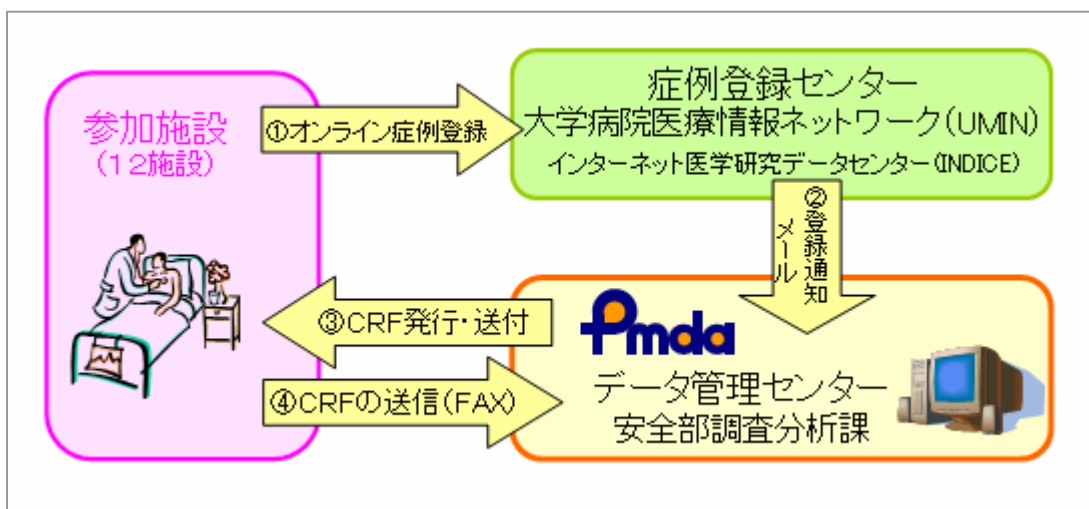 参加施設
(12施設)
①オンライン症例登録
症例登録センター
大学病院医療情報ネットワーク(UMIN)
インターネット医学研究データセンター(INDICE)
②登録通知
メール
③CRF発行・送付
④CRFの送信(FAX)
Pmda
データ管理センター
安全部調査分析課